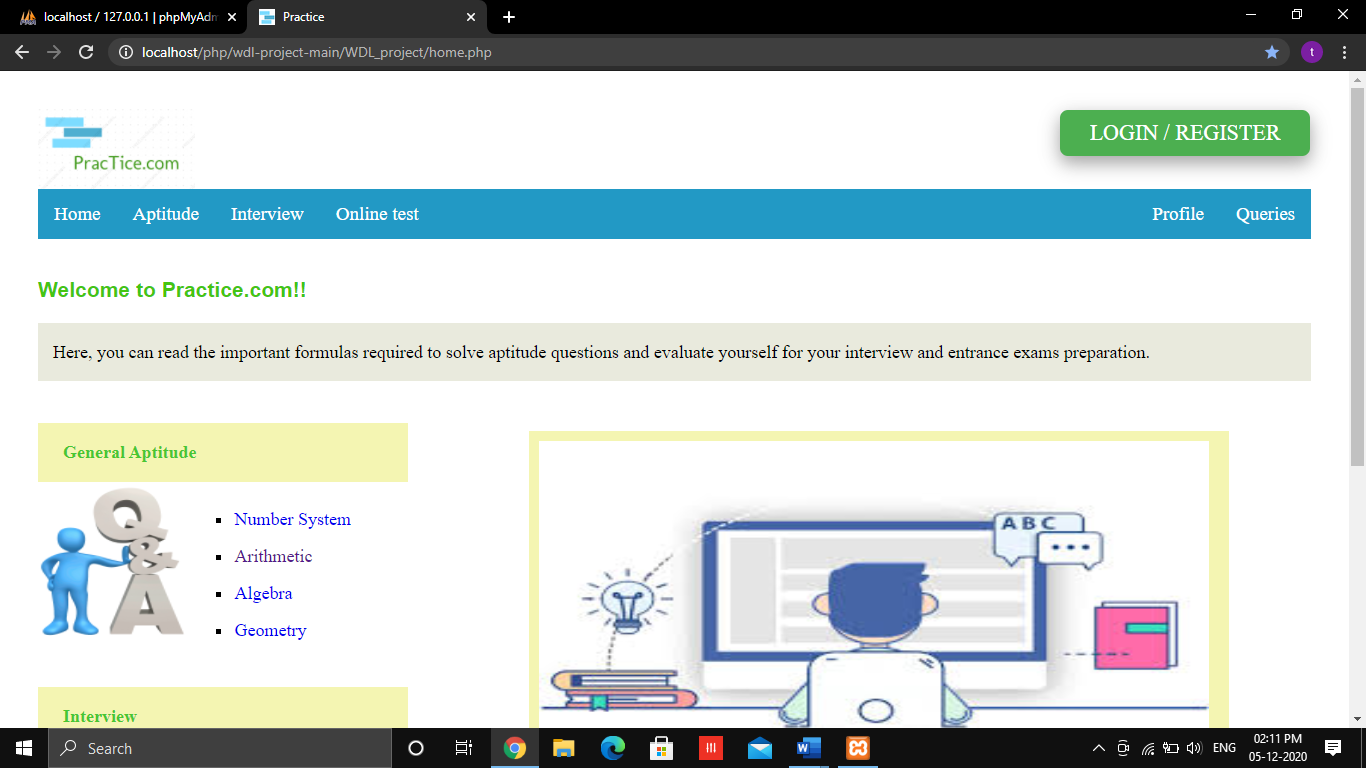 localhost / 127.0.0.1 | phpMyAdm
Practice
localhost/php/wdl-project-main/WDL_project/home.php
t
PracTice.com
LOGIN / REGISTER
Home Aptitude Interview Online test Profile Queries
Welcome to Practice.com!!
Here, you can read the important formulas required to solve aptitude questions and evaluate yourself for your interview and entrance exams preparation.
General Aptitude
Q
&
A
Number System
Arithmetic
Algebra
Geometry
ABC
Interview
Search
ENG
02:11 PM
05-12-2020